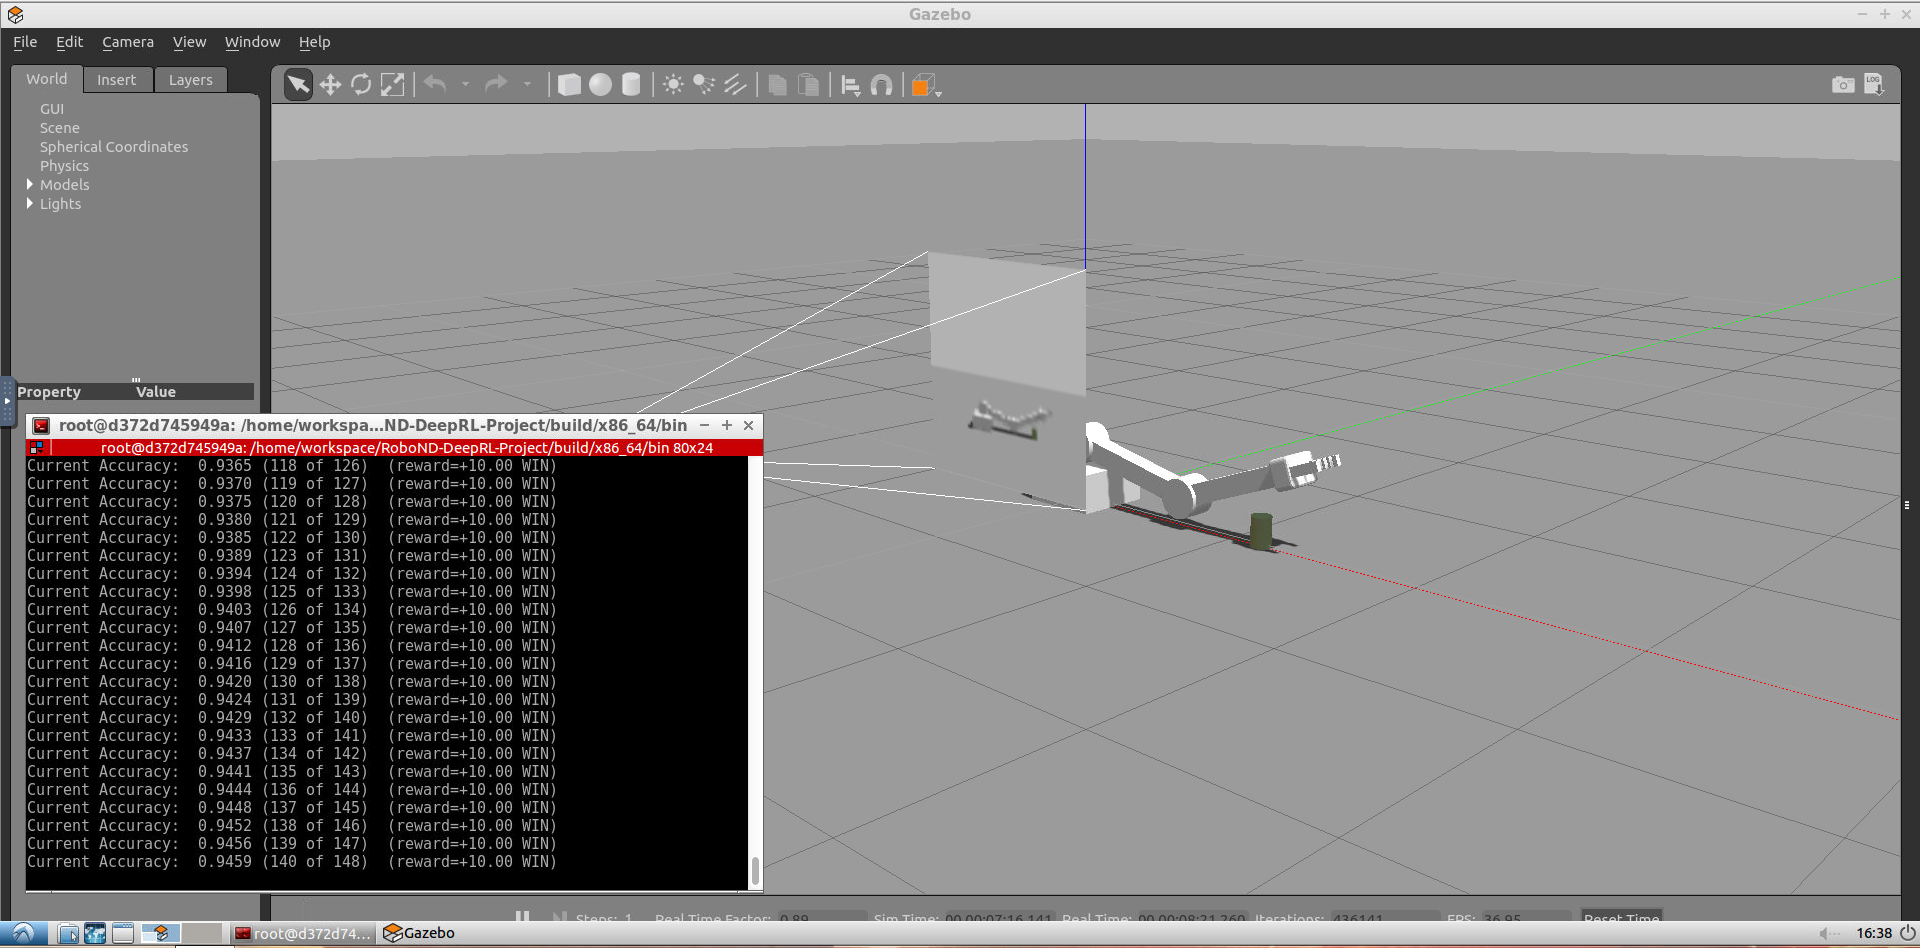 Gazebo
File Edit Camera View Window Help
World Insert Layers
GUI
Scene
Spherical Coordinates
Physics
Models
Lights
Property Value
LOG
root@d372d745949a: /home/workspa...ND-DeepRL-Project/build/x86_64/bin
root@d372d745949a: /home/workspace/RoboND-DeepRL-Project/build/x86_64/bin 80x24
Current Accuracy:  0.9365 (118 of 126)  (reward=+10.00 WIN)
Current Accuracy:  0.9370 (119 of 127)  (reward=+10.00 WIN)
Current Accuracy:  0.9375 (120 of 128)  (reward=+10.00 WIN)
Current Accuracy:  0.9380 (121 of 129)  (reward=+10.00 WIN)
Current Accuracy:  0.9385 (122 of 130)  (reward=+10.00 WIN)
Current Accuracy:  0.9389 (123 of 131)  (reward=+10.00 WIN)
Current Accuracy:  0.9394 (124 of 132)  (reward=+10.00 WIN)
Current Accuracy:  0.9398 (125 of 133)  (reward=+10.00 WIN)
Current Accuracy:  0.9403 (126 of 134)  (reward=+10.00 WIN)
Current Accuracy:  0.9407 (127 of 135)  (reward=+10.00 WIN)
Current Accuracy:  0.9412 (128 of 136)  (reward=+10.00 WIN)
Current Accuracy:  0.9416 (129 of 137)  (reward=+10.00 WIN)
Current Accuracy:  0.9420 (130 of 138)  (reward=+10.00 WIN)
Current Accuracy:  0.9424 (131 of 139)  (reward=+10.00 WIN)
Current Accuracy:  0.9429 (132 of 140)  (reward=+10.00 WIN)
Current Accuracy:  0.9433 (133 of 141)  (reward=+10.00 WIN)
Current Accuracy:  0.9437 (134 of 142)  (reward=+10.00 WIN)
Current Accuracy:  0.9441 (135 of 143)  (reward=+10.00 WIN)
Current Accuracy:  0.9444 (136 of 144)  (reward=+10.00 WIN)
Current Accuracy:  0.9448 (137 of 145)  (reward=+10.00 WIN)
Current Accuracy:  0.9452 (138 of 146)  (reward=+10.00 WIN)
Current Accuracy:  0.9456 (139 of 147)  (reward=+10.00 WIN)
Current Accuracy:  0.9459 (140 of 148)  (reward=+10.00 WIN)
Steps: 1 Real Time Factor: 0.89 Sim Time: 00 00:07:16.141 Real Time: 00 00:08:21.260 Iterations: 436141 FPS: 36.95 Reset Time
root@d372d74... Gazebo 16:38